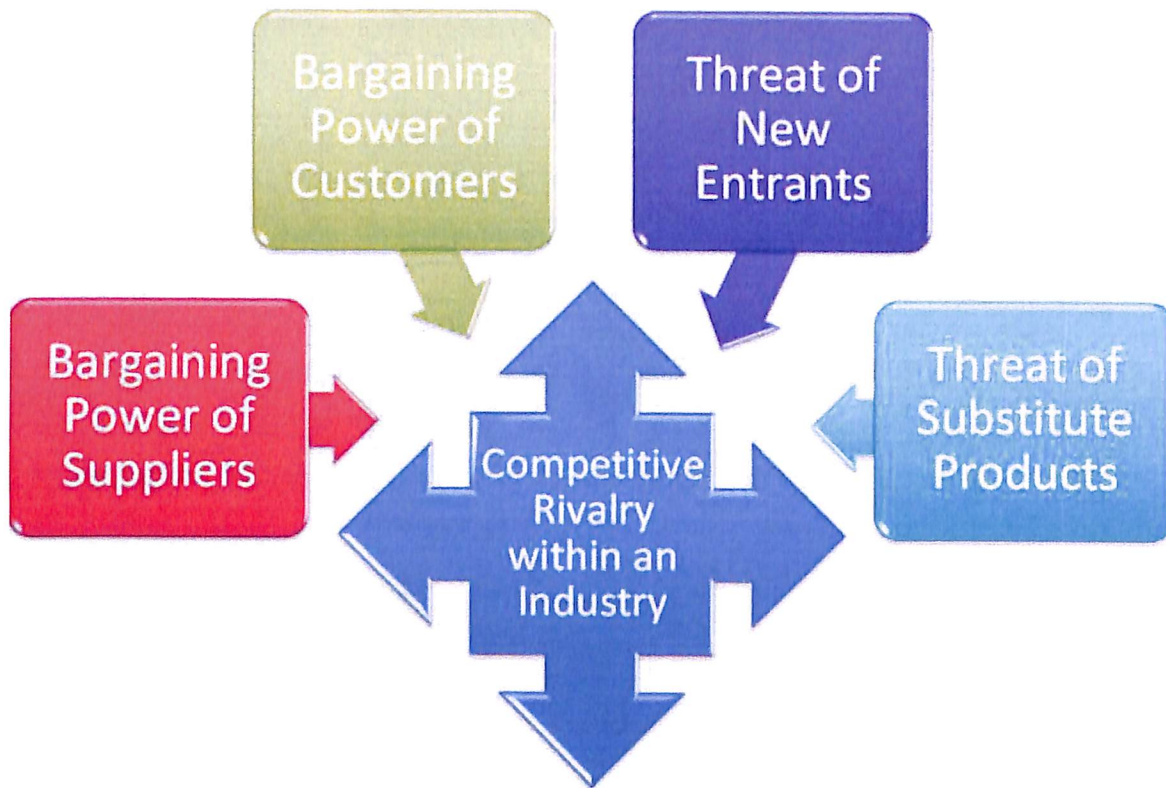 Bargaining
Power of
Customers
Threat of
New
Entrants
Bargaining
Power of
Suppliers
Threat of
Substitute
Products
Competitive
Rivalry
within an
Industry